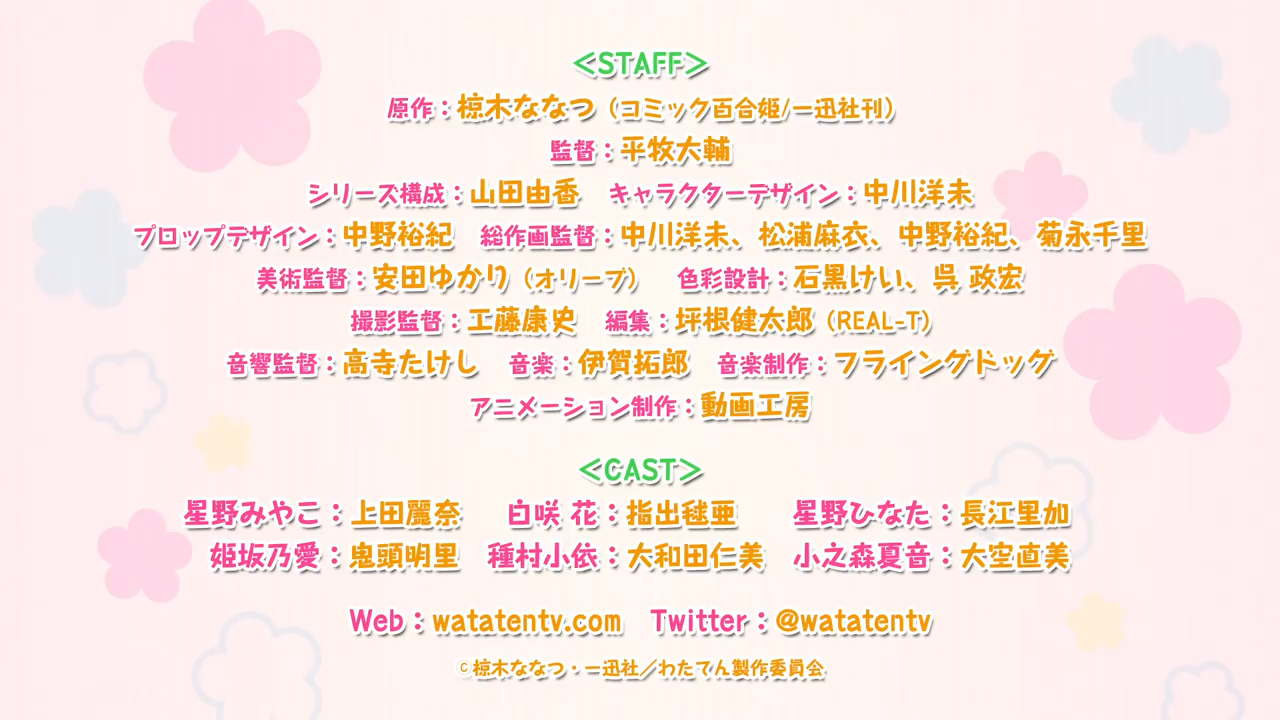 <STAFF>
原作：椋木ななつ（コミック百合姫/一迅社刊）
監督：平牧大輔
シリーズ構成：山田由香　キャラクターデザイン：中川洋未
プロップデザイン：中野裕紀　総作画監督：中川洋未、松浦麻衣、中野裕紀、菊永千里
美術監督：安田ゆかり（オリーブ）　色彩設計：石黒けい、呉 政宏
撮影監督：工藤康史　編集：坪根健太郎（REAL-T）
音響監督：高寺たけし　音楽：伊賀拓郎　音楽制作：フライングドッグ
アニメーション制作：動画工房
<CAST>
星野みやこ：上田麗奈　白咲 花：指出毬亜　星野ひなた：長江里加
姫坂乃愛：鬼頭明里　種村小依：大和田仁美　小之森夏音：大空直美
Web：watatentv.com　Twitter：@watatentv
©椋木ななつ・一迅社／わたてん製作委員会